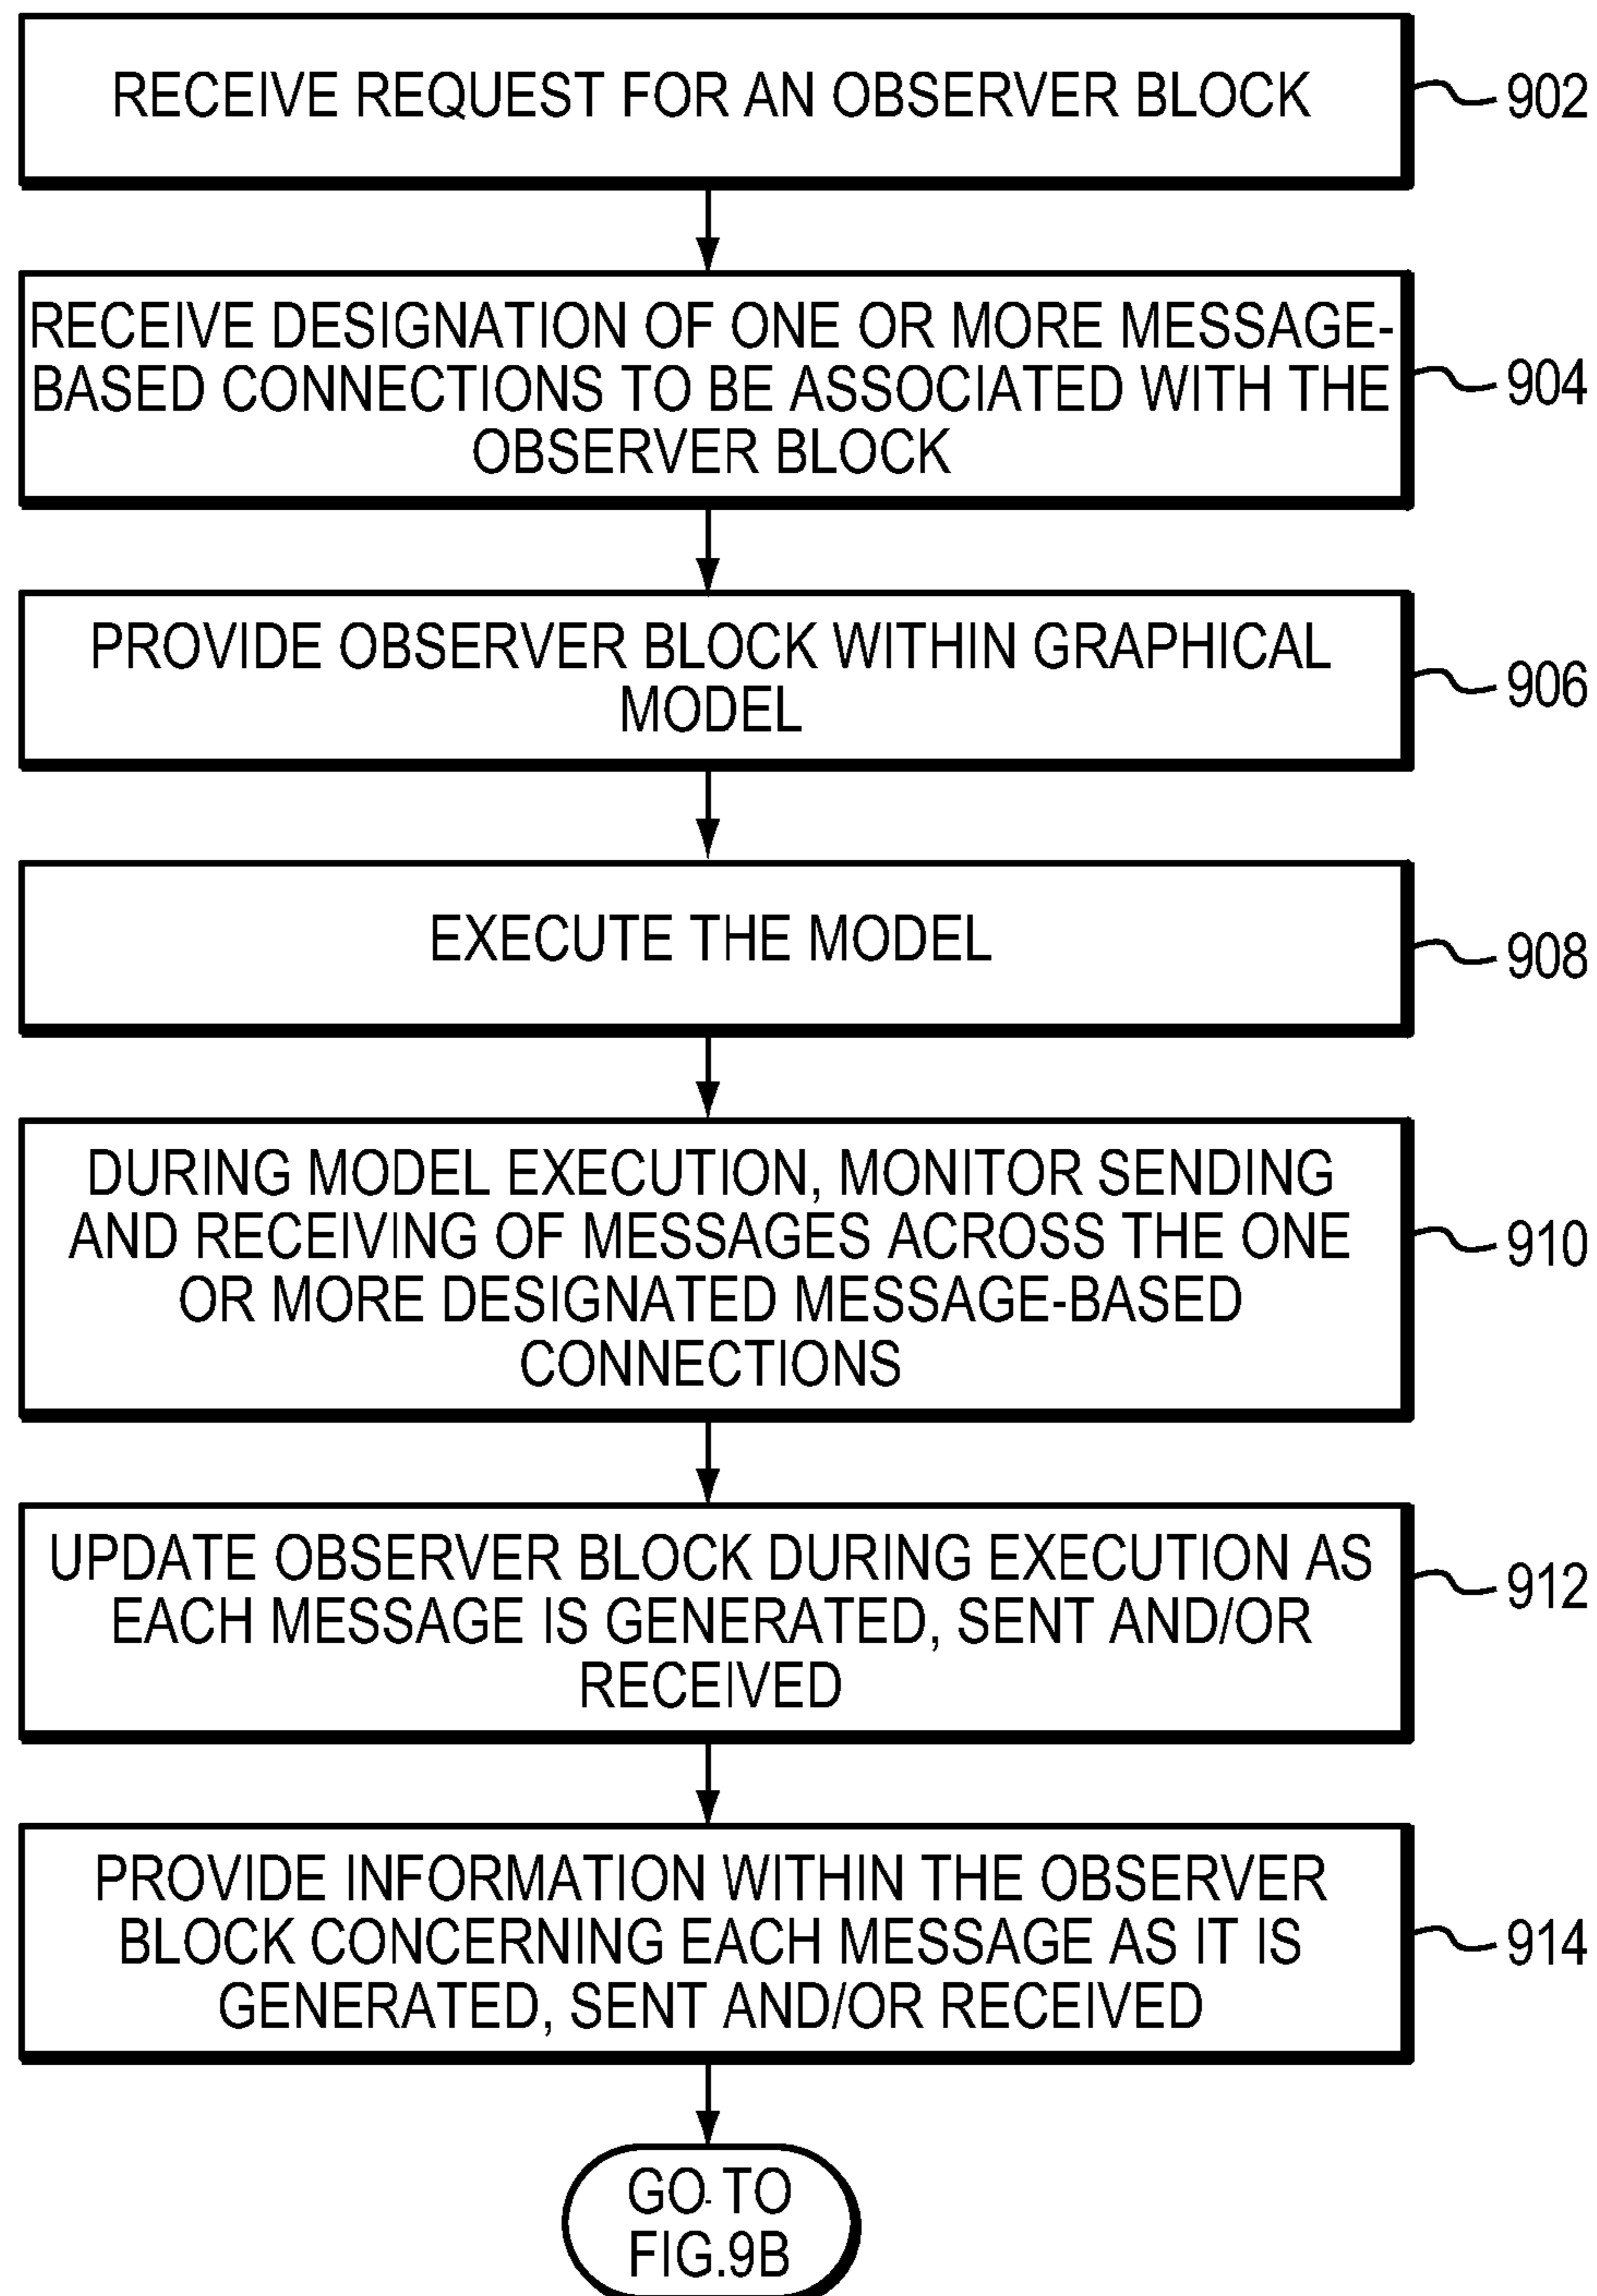 RECEIVE REQUEST FOR AN OBSERVER BLOCK
902
RECEIVE DESIGNATION OF ONE OR MORE MESSAGE-
BASED CONNECTIONS TO BE ASSOCIATED WITH THE
OBSERVER BLOCK
904
PROVIDE OBSERVER BLOCK WITHIN GRAPHICAL
MODEL
906
EXECUTE THE MODEL
908
DURING MODEL EXECUTION, MONITOR SENDING
AND RECEIVING OF MESSAGES ACROSS THE ONE
OR MORE DESIGNATED MESSAGE-BASED
CONNECTIONS
910
UPDATE OBSERVER BLOCK DURING EXECUTION AS
EACH MESSAGE IS GENERATED, SENT AND/OR
RECEIVED
912
PROVIDE INFORMATION WITHIN THE OBSERVER
BLOCK CONCERNING EACH MESSAGE AS IT IS
GENERATED, SENT AND/OR RECEIVED
914
GO TO
FIG.9B